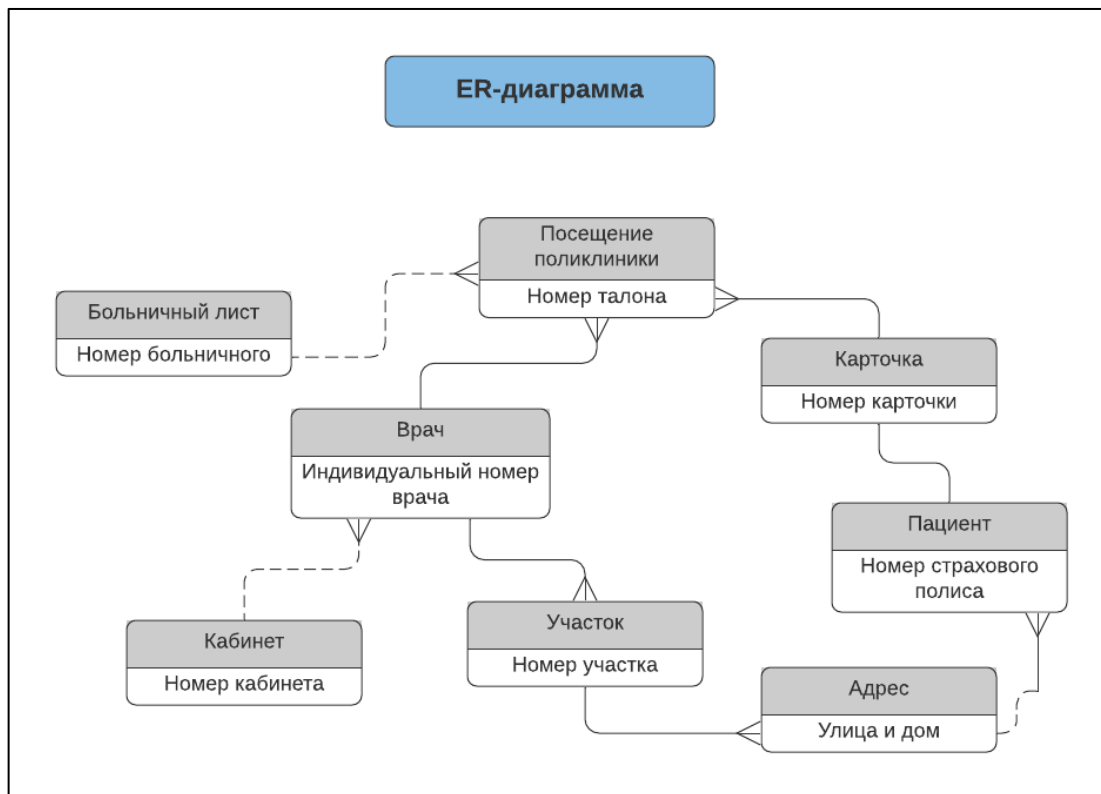 ER-диаграмма
Посещение
поликлиники
Номер талона
Больничный лист
Номер больничного
Карточка
Номер карточки
Врач
Индивидуальный номер
врача
Пациент
Номер страхового
полиса
Участок
Номер участка
Кабинет
Номер кабинета
Адрес
Улица и дом